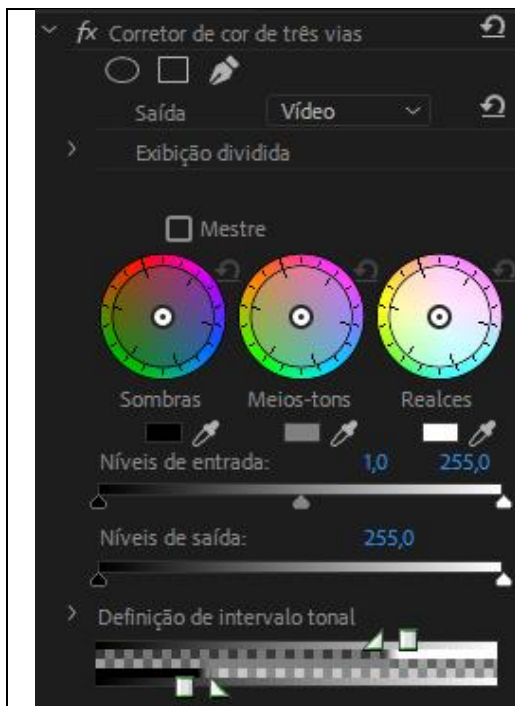 fx Corretor de cor de três vias
Saída Vídeo
Exibição dividida
Mestre
Sombras Meios-tons Realces
Níveis de entrada: 1,0 255,0
Níveis de saída: 255,0
Definição de intervalo tonal